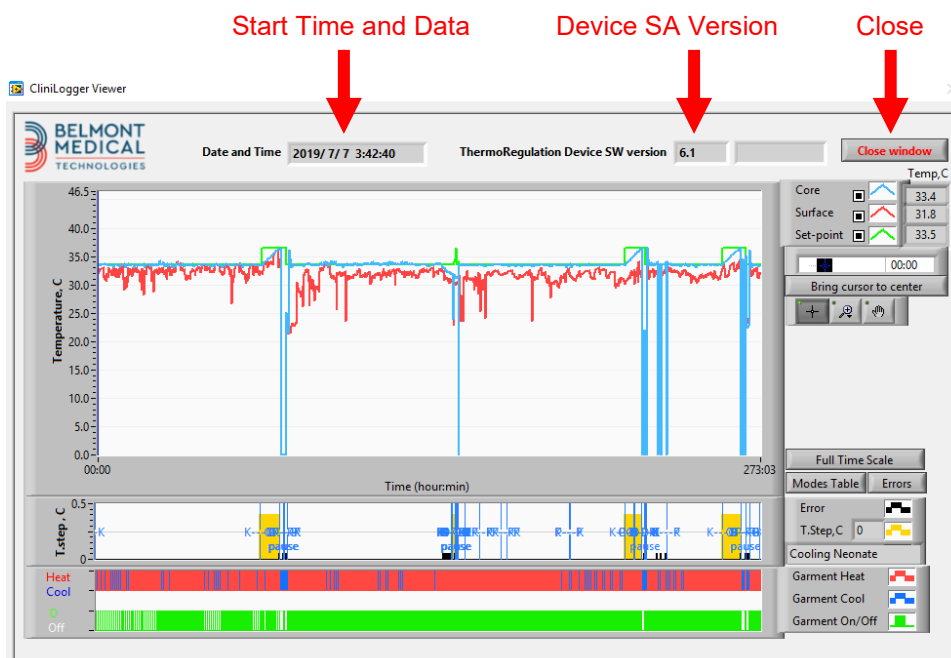 Start Time and Data Device SA Version Close
CliniLogger Viewer
BELMONT
MEDICAL
TECHNOLOGIES
Date and Time 2019/ 7/ 7 3:42:40 ThermoRegulation Device SW version 6.1 Close window
Temp,C
Core 33.4
Surface 31.8
Set-point 33.5
00:00
Bring cursor to center
Temperature, C
46.5
40.0
35.0
30.0
25.0
20.0
15.0
10.0
5.0
0.0
00:00 273:03
Time (hour:min)
Full Time Scale
Modes Table Errors
T.step, C
0.5
0
K K
pause pause pause pause
Error
T.Step,C 0
Cooling Neonate
Heat
Cool
Off
Garment Heat
Garment Cool
Garment On/Off